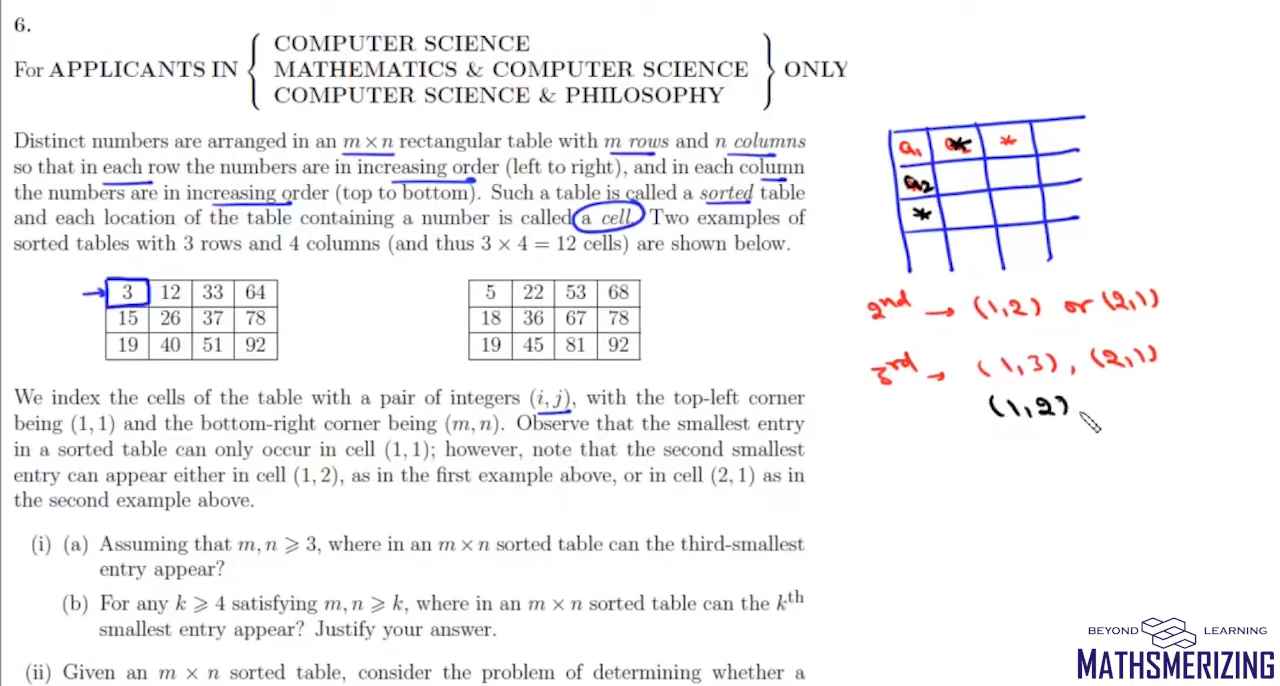 6.
COMPUTER SCIENCE
For APPLICANTS IN { MATHEMATICS & COMPUTER SCIENCE } ONLY
COMPUTER SCIENCE & PHILOSOPHY
Distinct numbers are arranged in an m × n rectangular table with m rows and n columns
so that in each row the numbers are in increasing order (left to right), and in each column
the numbers are in increasing order (top to bottom). Such a table is called a sorted table
and each location of the table containing a number is called a cell. Two examples of
sorted tables with 3 rows and 4 columns (and thus 3 × 4 = 12 cells) are shown below.
3 12 33 64
15 26 37 78
19 40 51 92
5 22 53 68
18 36 67 78
19 45 81 92
We index the cells of the table with a pair of integers (i, j), with the top-left corner
being (1, 1) and the bottom-right corner being (m, n). Observe that the smallest entry
in a sorted table can only occur in cell (1, 1); however, note that the second smallest
entry can appear either in cell (1, 2), as in the first example above, or in cell (2, 1) as in
the second example above.
(i) (a) Assuming that m, n ⩾ 3, where in an m × n sorted table can the third-smallest
entry appear?
(b) For any k ⩾ 4 satisfying m, n ⩾ k, where in an m × n sorted table can the kth
smallest entry appear? Justify your answer.
(ii) Given an m × n sorted table, consider the problem of determining whether a
a1 * *
a2
*
2nd → (1,2) or (2,1)
3rd → (1,3), (2,1)
(1,2)
BEYOND LEARNING
MATHSMERIZING